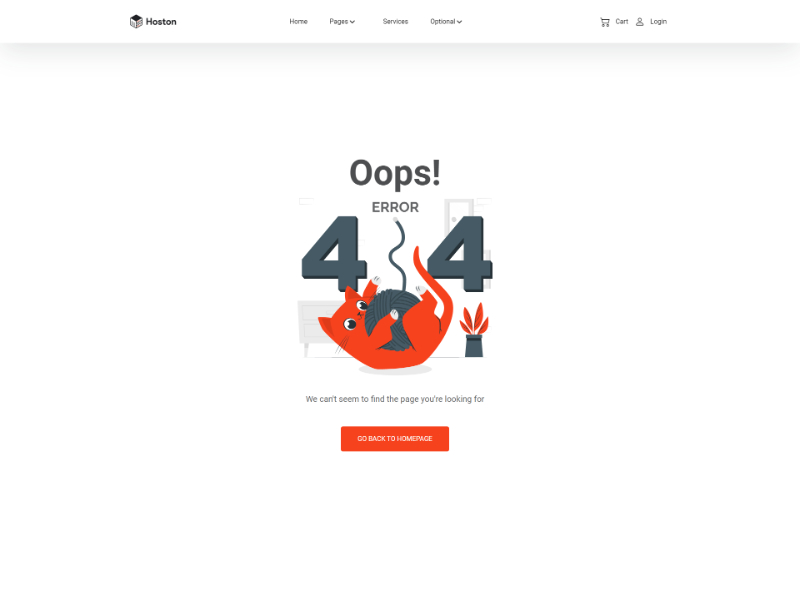 Hoston
Home
Pages
Services
Optional
Cart
Login
Oops!
ERROR
4 4
We can't seem to find the page you're looking for
GO BACK TO HOMEPAGE